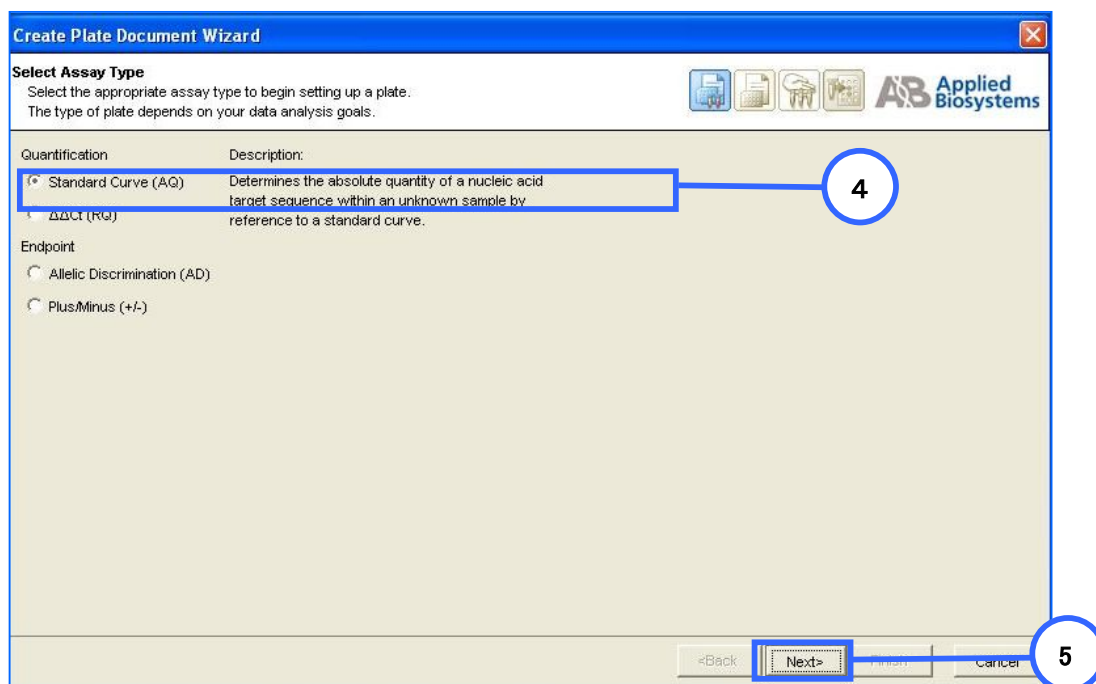 Create Plate Document Wizard
Select Assay Type
Select the appropriate assay type to begin setting up a plate.
The type of plate depends on your data analysis goals.
AB Applied
Biosystems
Quantification Description:
Standard Curve (AQ) Determines the absolute quantity of a nucleic acid
target sequence within an unknown sample by
ΔΔCt (RQ)
reference to a standard curve.
4
Endpoint
Allelic Discrimination (AD)
Plus/Minus (+/-)
<Back Next> Finish Cancel
5